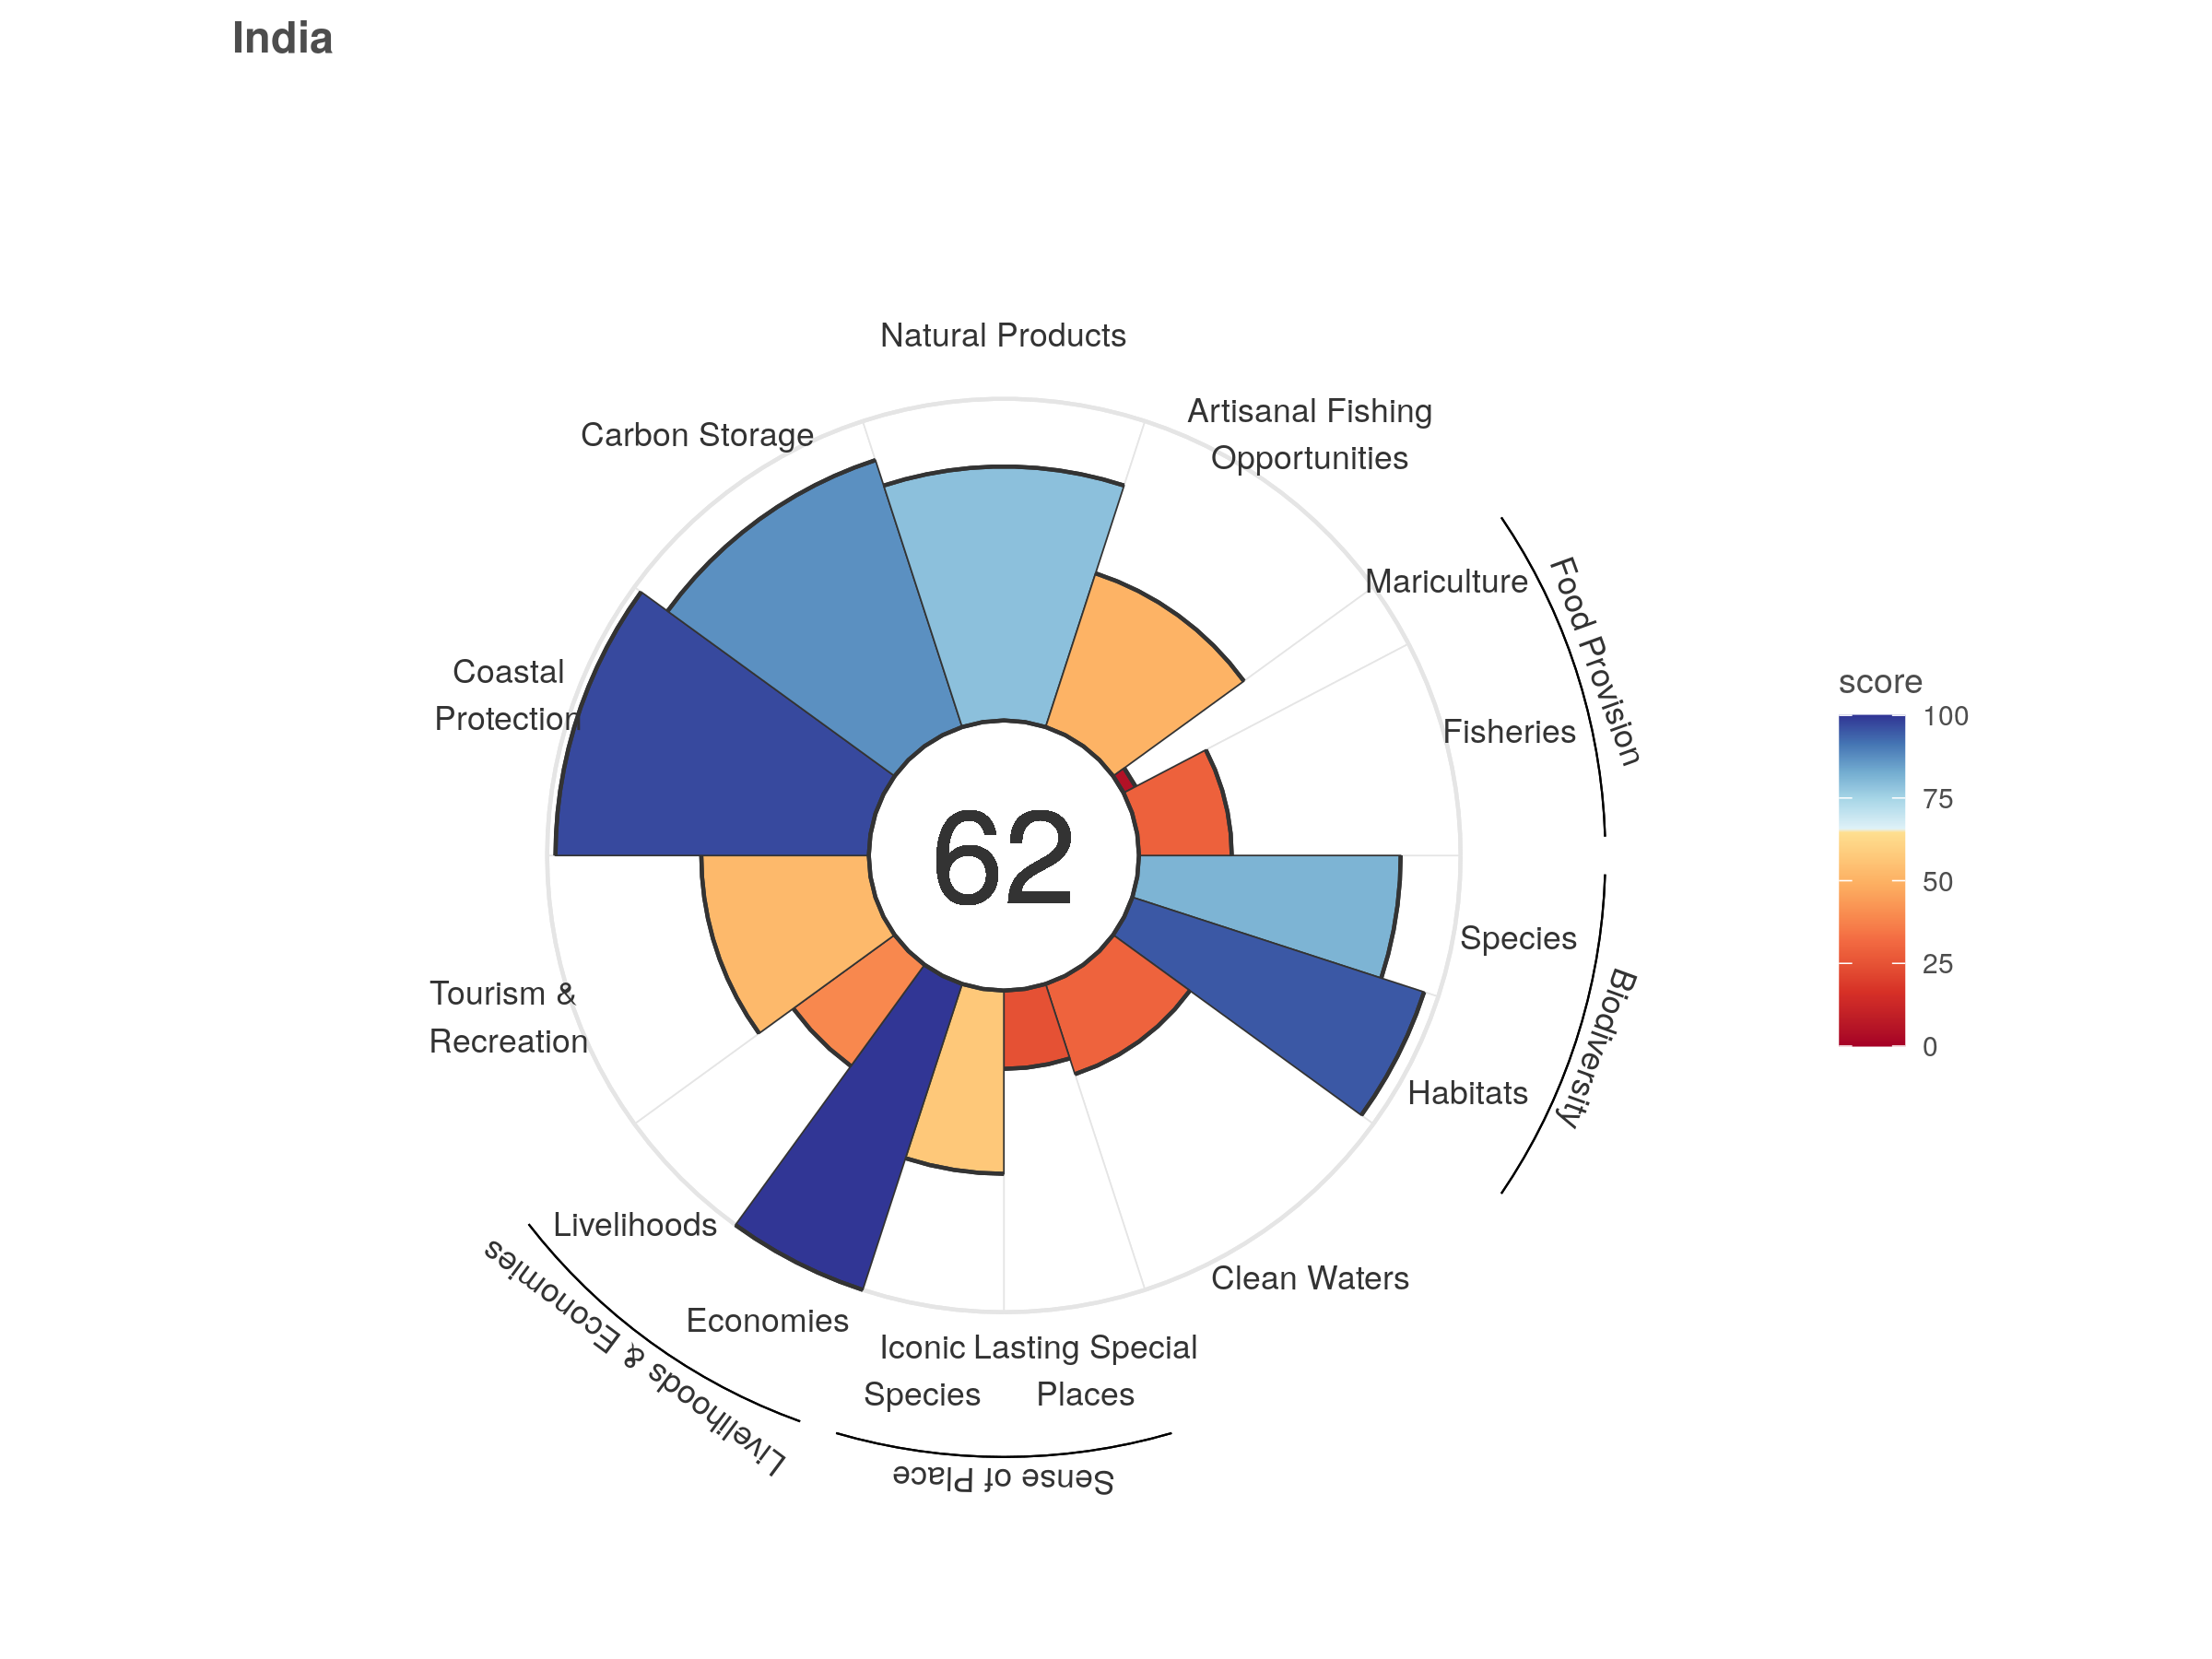 India
Natural Products
Artisanal Fishing
Opportunities
Carbon Storage
Mariculture
Food Provision
Fisheries
Coastal
Protection
62
score
100
75
50
25
0
Species
Biodiversity
Habitats
Tourism &
Recreation
Livelihoods
Livelihoods & Economies
Economies
Clean Waters
Iconic
Species
Lasting Special
Places
Sense of Place